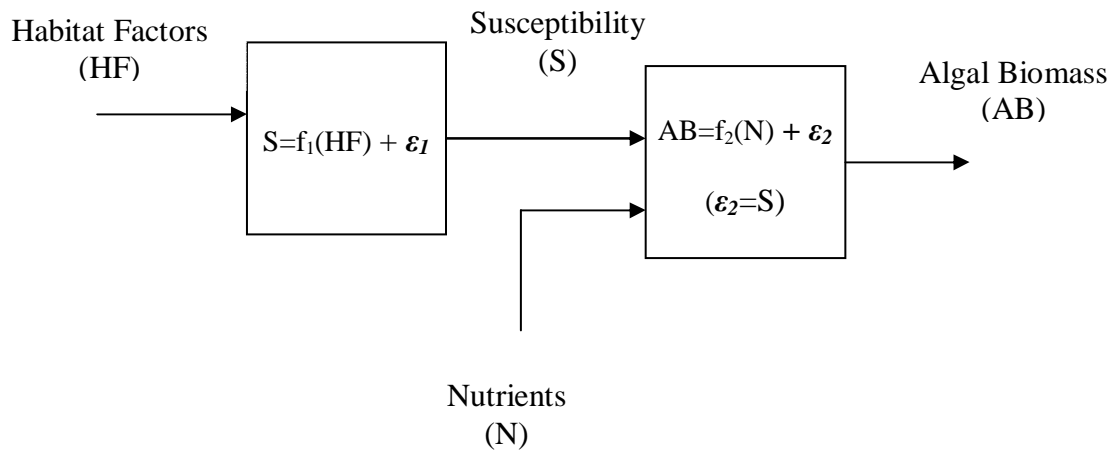 Habitat Factors
(HF)
S=f₁(HF) + ε₁
Susceptibility
(S)
AB=f₂(N) + ε₂
(ε₂=S)
Algal Biomass
(AB)
Nutrients
(N)